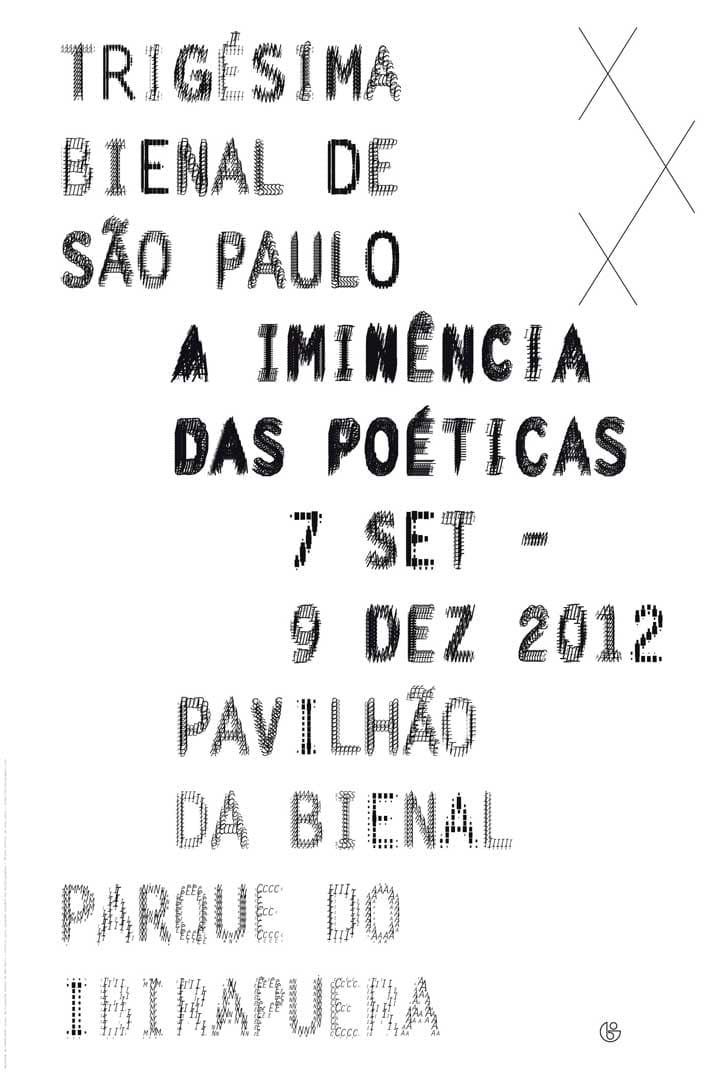 TRIGÉSIMA
BIENAL DE
SÃO PAULO
A IMINÊNCIA
DAS POÉTICAS
7 SET –
9 DEZ 2012
PAVILHÃO
DA BIENAL
PARQUE DO
IBIRAPUERA